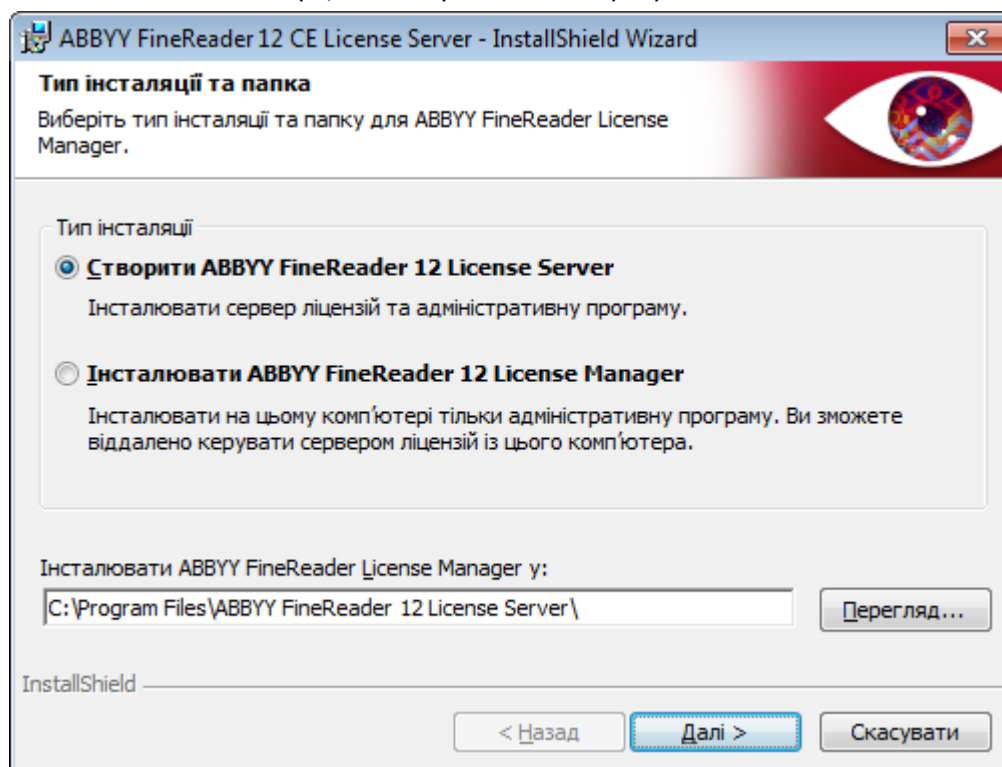 ABBYY FineReader 12 CE License Server - InstallShield Wizard
Тип інсталяції та папка
Виберіть тип інсталяції та папку для ABBYY FineReader License
Manager.
Тип інсталяції
Створити ABBYY FineReader 12 License Server
Інсталювати сервер ліцензій та адміністративну програму.
Інсталювати ABBYY FineReader 12 License Manager
Інсталювати на цьому комп'ютері тільки адміністративну програму. Ви зможете
віддалено керувати сервером ліцензій із цього комп'ютера.
Інсталювати ABBYY FineReader License Manager у:
C:\Program Files\ABBYY FineReader 12 License Server\
Перегляд...
InstallShield
< Назад
Далі >
Скасувати